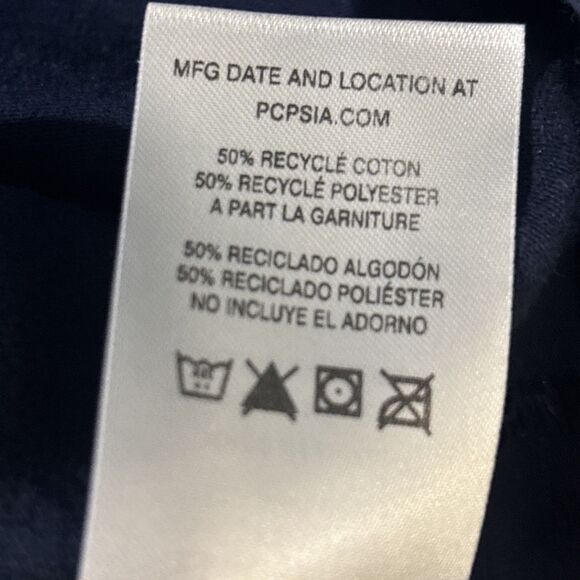 MFG DATE AND LOCATION AT
PCPSIA.COM
50% RECYCLÉ COTON
50% RECYCLÉ POLYESTER
A PART LA GARNITURE
50% RECICLADO ALGODÓN
50% RECICLADO POLIÉSTER
NO INCLUYE EL ADORNO